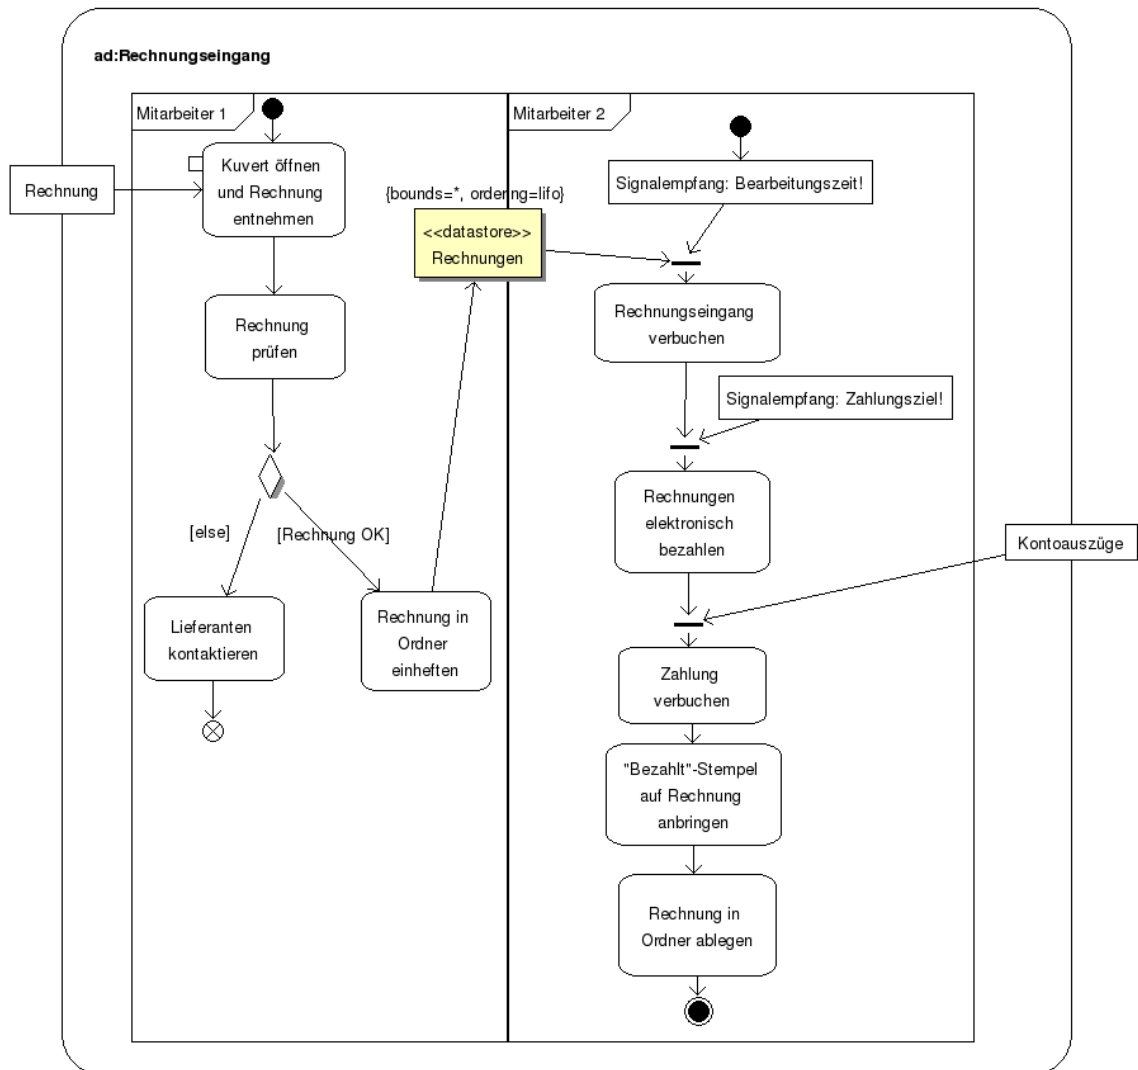 ad:Rechnungseingang
Mitarbeiter 1
Mitarbeiter 2
Rechnung
Kuvert öffnen
und Rechnung
entnehmen
Signalempfang: Bearbeitungszeit!
{bounds=*, ordering=lifo}
<<datastore>>
Rechnungen
Rechnung
prüfen
Rechnungseingang
verbuchen
Signalempfang: Zahlungsziel!
[else]
[Rechnung OK]
Rechnungen
elektronisch
bezahlen
Kontoauszüge
Lieferanten
kontaktieren
Rechnung in
Ordner
einheften
Zahlung
verbuchen
"Bezahlt"-Stempel
auf Rechnung
anbringen
Rechnung in
Ordner ablegen